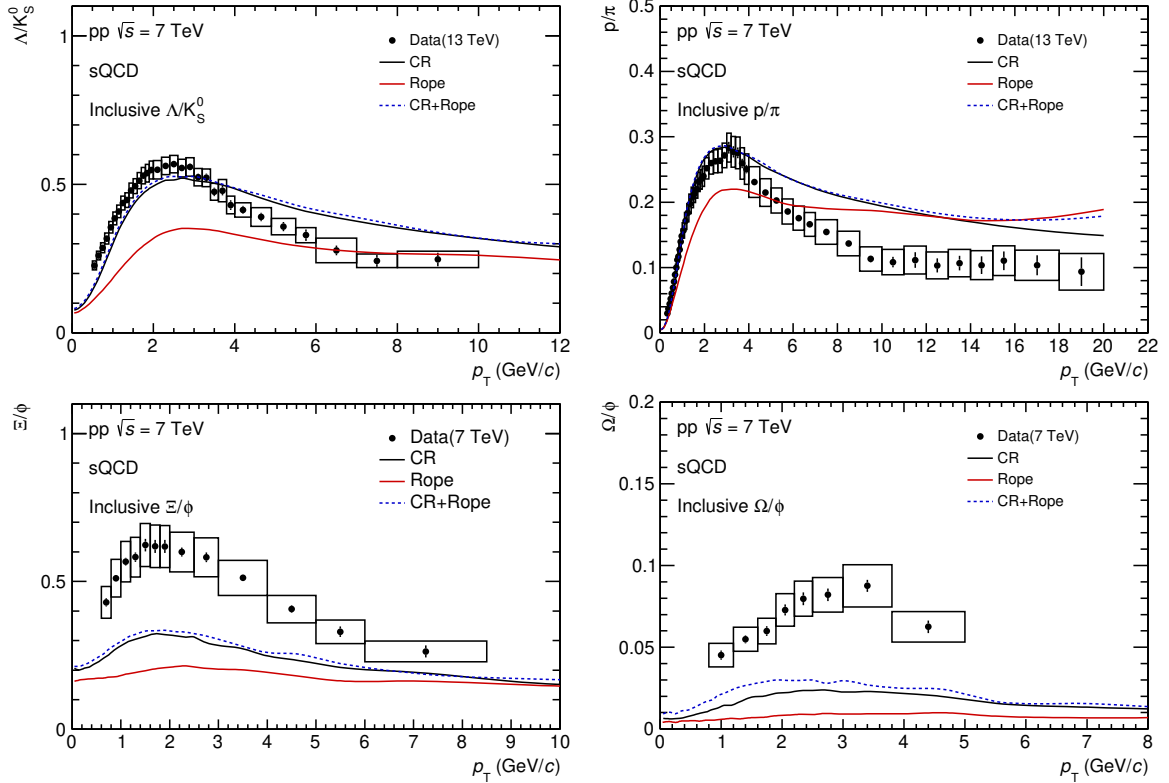 Λ/K⁰_S
1
0.5
0
pp √s = 7 TeV
sQCD
Inclusive Λ/K⁰_S
Data(13 TeV)
CR
Rope
CR+Rope
0 2 4 6 8 10 12
p_T (GeV/c)
p/π
0.5
0.4
0.3
0.2
0.1
0
pp √s = 7 TeV
sQCD
Inclusive p/π
Data(13 TeV)
CR
Rope
CR+Rope
0 2 4 6 8 10 12 14 16 18 20 22
p_T (GeV/c)
Ξ/ϕ
1
0.5
0
pp √s = 7 TeV
sQCD
Inclusive Ξ/ϕ
Data(7 TeV)
CR
Rope
CR+Rope
0 1 2 3 4 5 6 7 8 9 10
p_T (GeV/c)
Ω/ϕ
0.2
0.15
0.1
0.05
0
pp √s = 7 TeV
sQCD
Inclusive Ω/ϕ
Data(7 TeV)
CR
Rope
CR+Rope
0 1 2 3 4 5 6 7 8
p_T (GeV/c)